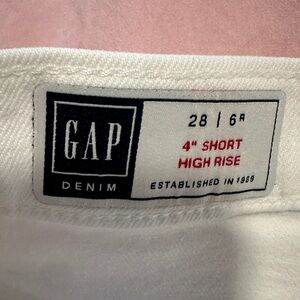 GAP
DENIM
28 | 6R
4" SHORT
HIGH RISE
ESTABLISHED IN 1969